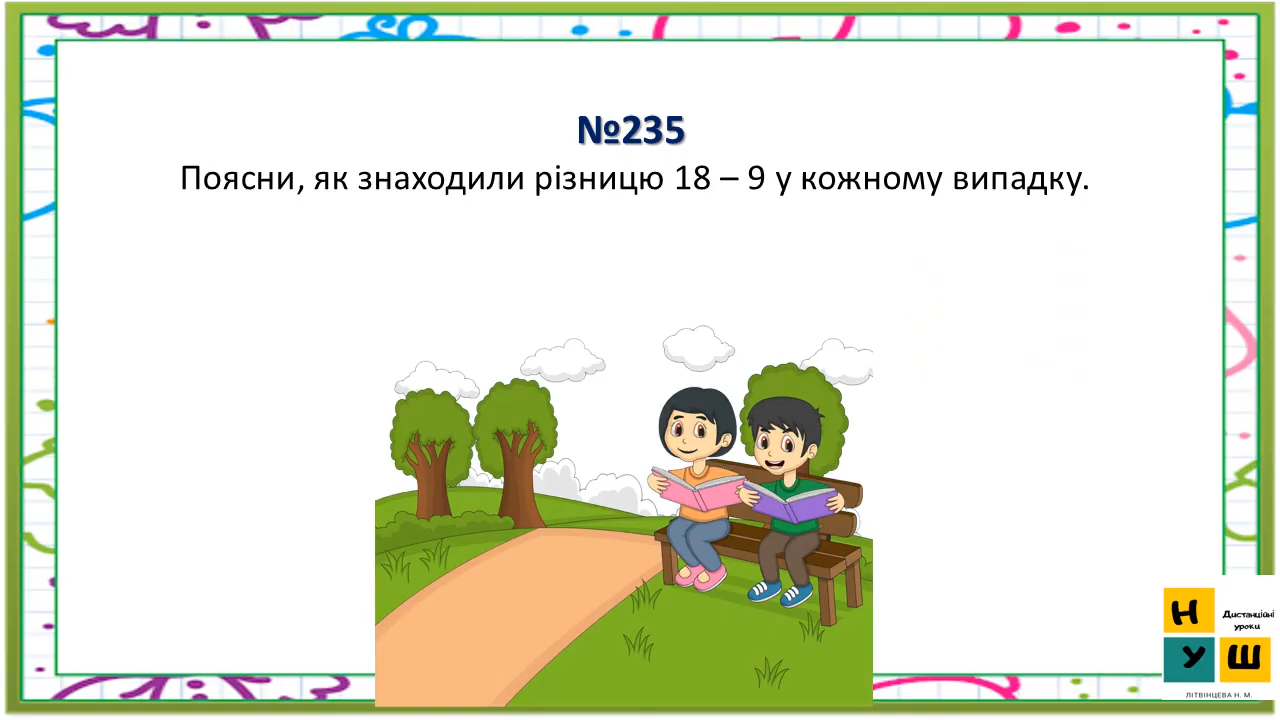 №235
Поясни, як знаходили різницю 18 – 9 у кожному випадку.
Н
Дистанційні
уроки
У Ш
ЛІТВІНЦЕВА Н. М.